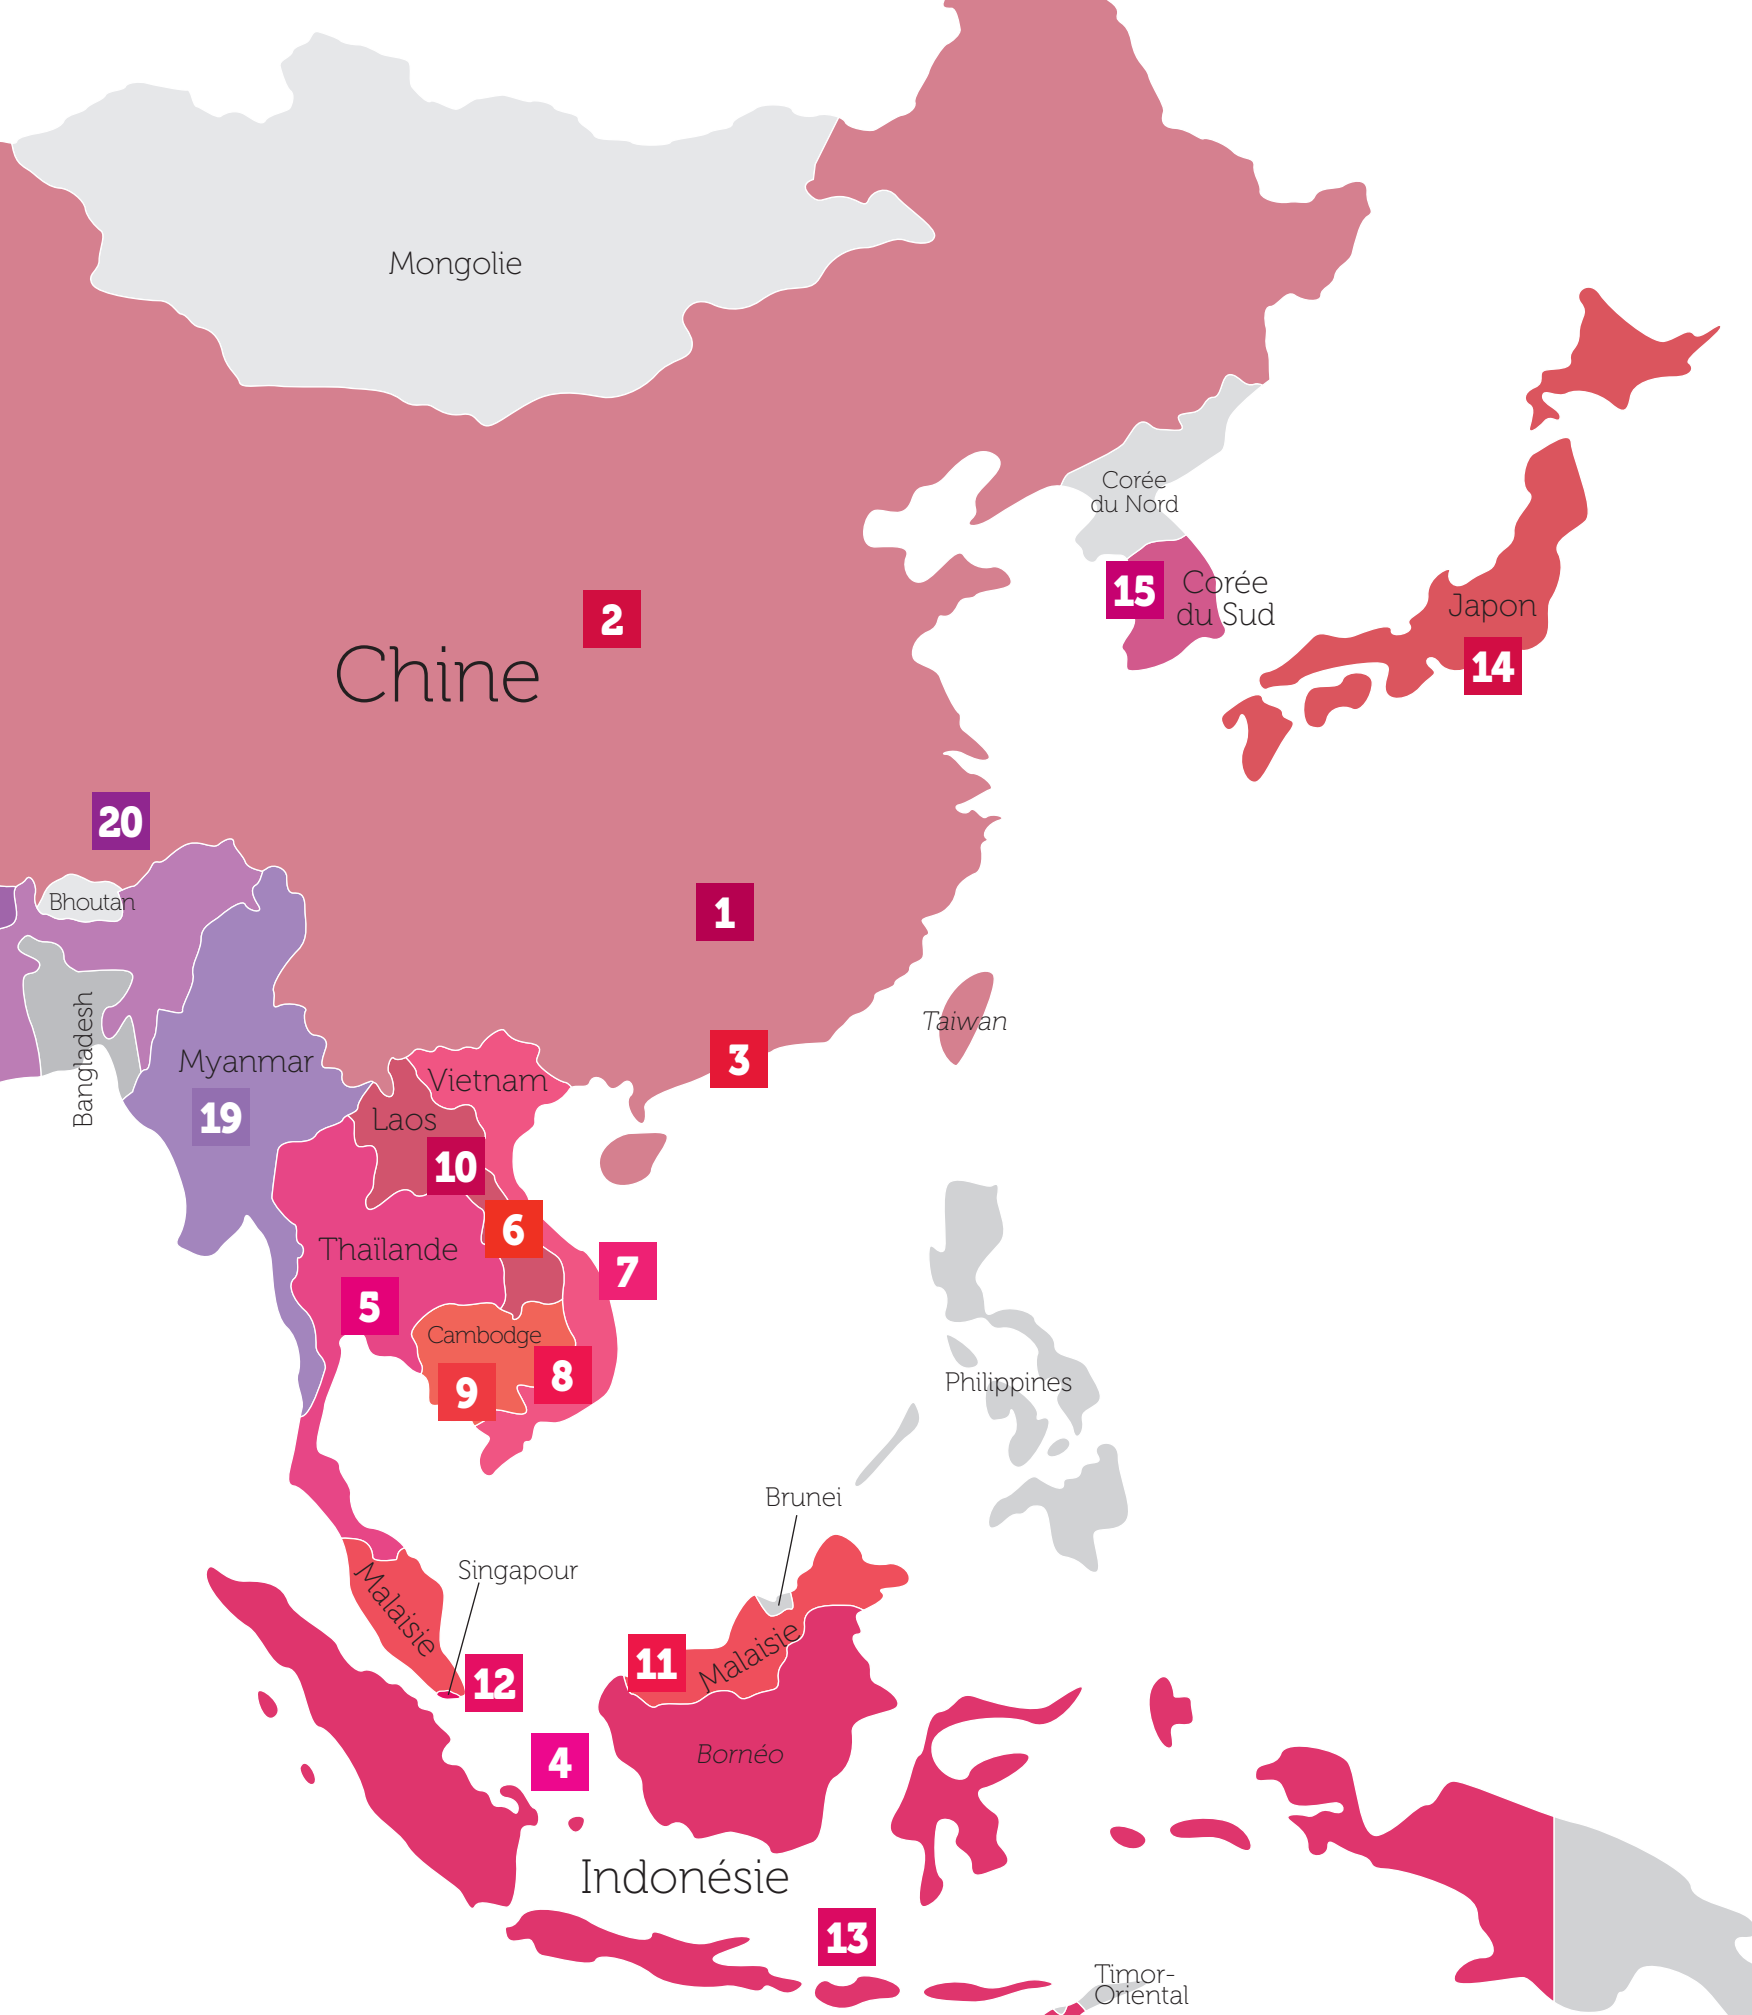 Mongolie
Corée
du Nord
15
Corée
du Sud
Japon
14
2
Chine
20
Bhoutan
1
Bangladesh
Taiwan
3
Myanmar
19
Vietnam
Laos
10
6
7
Thaïlande
5
Cambodge
8
9
Philippines
Brunei
Singapour
Malaisie
12
11
Malaisie
4
Bornéo
Indonésie
13
Timor-
Oriental